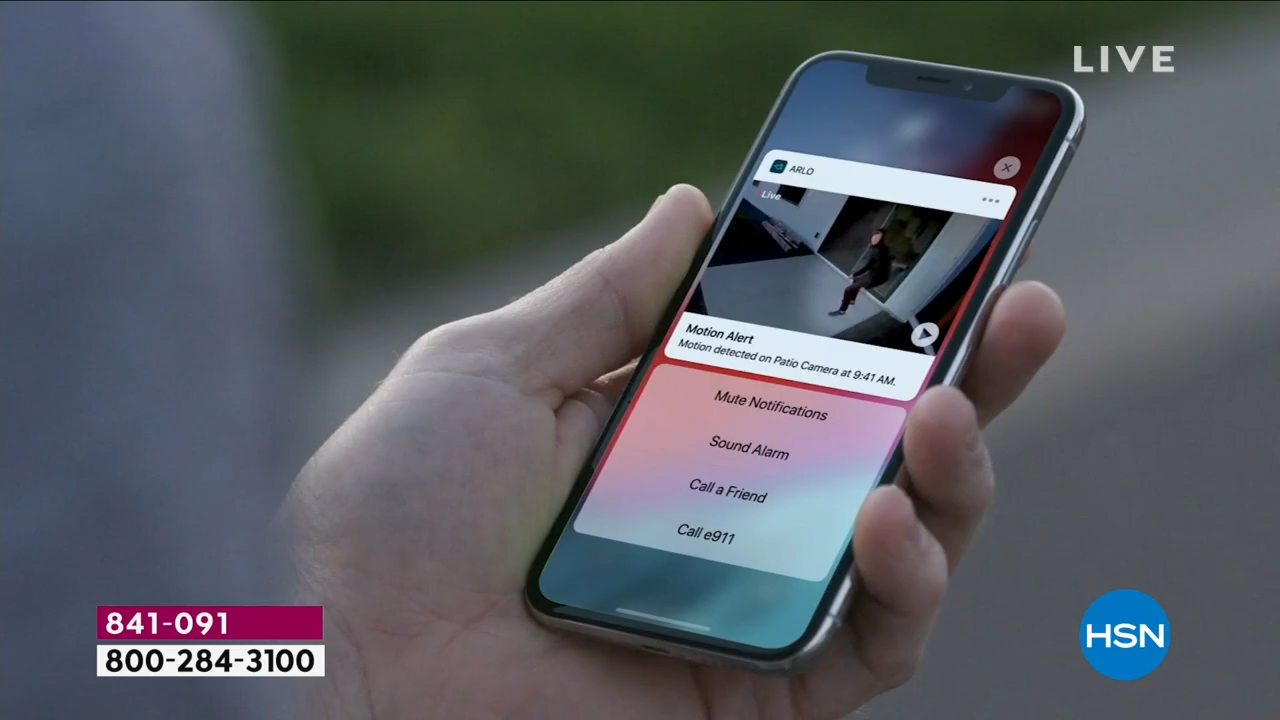 LIVE
ARLO
Live
Motion Alert
Motion detected on Patio Camera at 9:41 AM.
Mute Notifications
Sound Alarm
Call a Friend
Call e911
841-091
800-284-3100
HSN